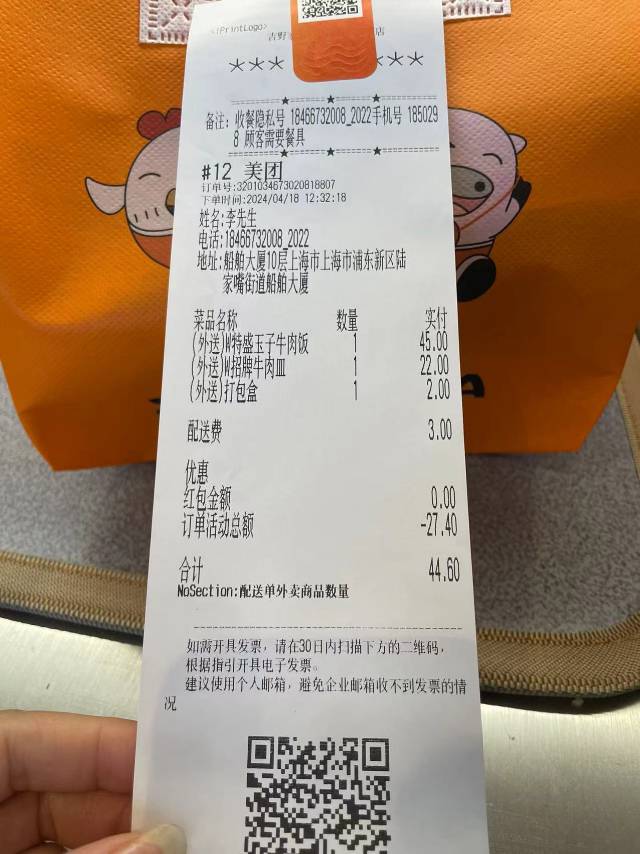 <!PrintLogo>
吉野 店
*** ***
备注: 收餐隐私号 18466732008_2022手机号 185029
8 顾客需要餐具
#12 美团
订单号:3201034673020818807
下单时间:2024/04/18 12:32:18
姓名:李先生
电话:18466732008_2022
地址:船舶大厦10层上海市上海市浦东新区陆
家嘴街道船舶大厦
菜品名称 数量 实付
(外送)W特盛玉子牛肉饭 1 45.00
(外送)W招牌牛肉皿 1 22.00
(外送)打包盒 1 2.00
配送费 3.00
优惠
红包金额 0.00
订单活动总额 -27.40
合计 44.60
NoSection:配送单外卖商品数量
如需开具发票，请在30日内扫描下方的二维码，
根据指引开具电子发票。
建议使用个人邮箱，避免企业邮箱收不到发票的情
况